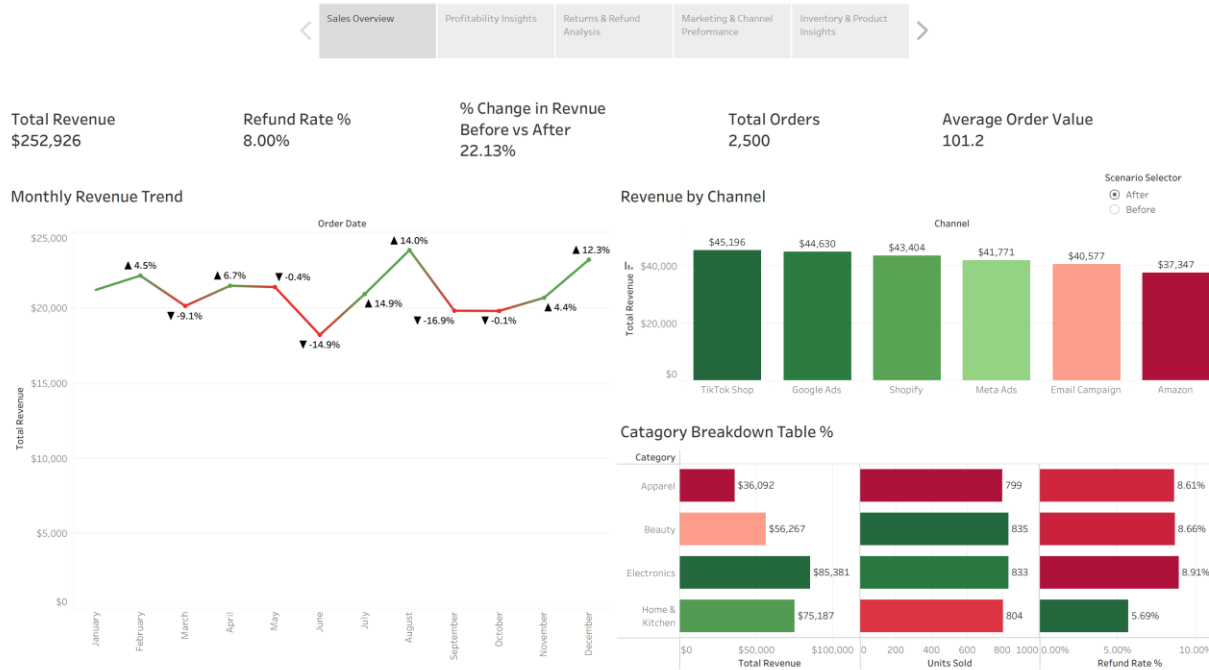 Sales Overview
Profitability Insights
Returns & Refund
Analysis
Marketing & Channel
Preformance
Inventory & Product
Insights
Total Revenue
$252,926
Refund Rate %
8.00%
% Change in Revnue
Before vs After
22.13%
Total Orders
2,500
Average Order Value
101.2
Monthly Revenue Trend
Order Date
Total Revenue
$25,000
$20,000
$15,000
$10,000
$5,000
$0
▲ 4.5%
▼ -9.1%
▲ 6.7%
▼ -0.4%
▼ -14.9%
▲ 14.9%
▲ 14.0%
▼ -16.9%
▼ -0.1%
▲ 4.4%
▲ 12.3%
January
February
March
April
May
June
July
August
September
October
November
December
Scenario Selector
After
Before
Revenue by Channel
Channel
Total Revenue
$40,000
$20,000
$0
$45,196
$44,630
$43,404
$41,771
$40,577
$37,347
TikTok Shop
Google Ads
Shopify
Meta Ads
Email Campaign
Amazon
Catagory Breakdown Table %
Category
Apparel
$36,092
799
8.61%
Beauty
$56,267
835
8.66%
Electronics
$85,381
833
8.91%
Home &
Kitchen
$75,187
804
5.69%
$0
$50,000
$100,000
0
200
400
600
800
1000
0.00%
5.00%
10.00%
Total Revenue
Units Sold
Refund Rate %